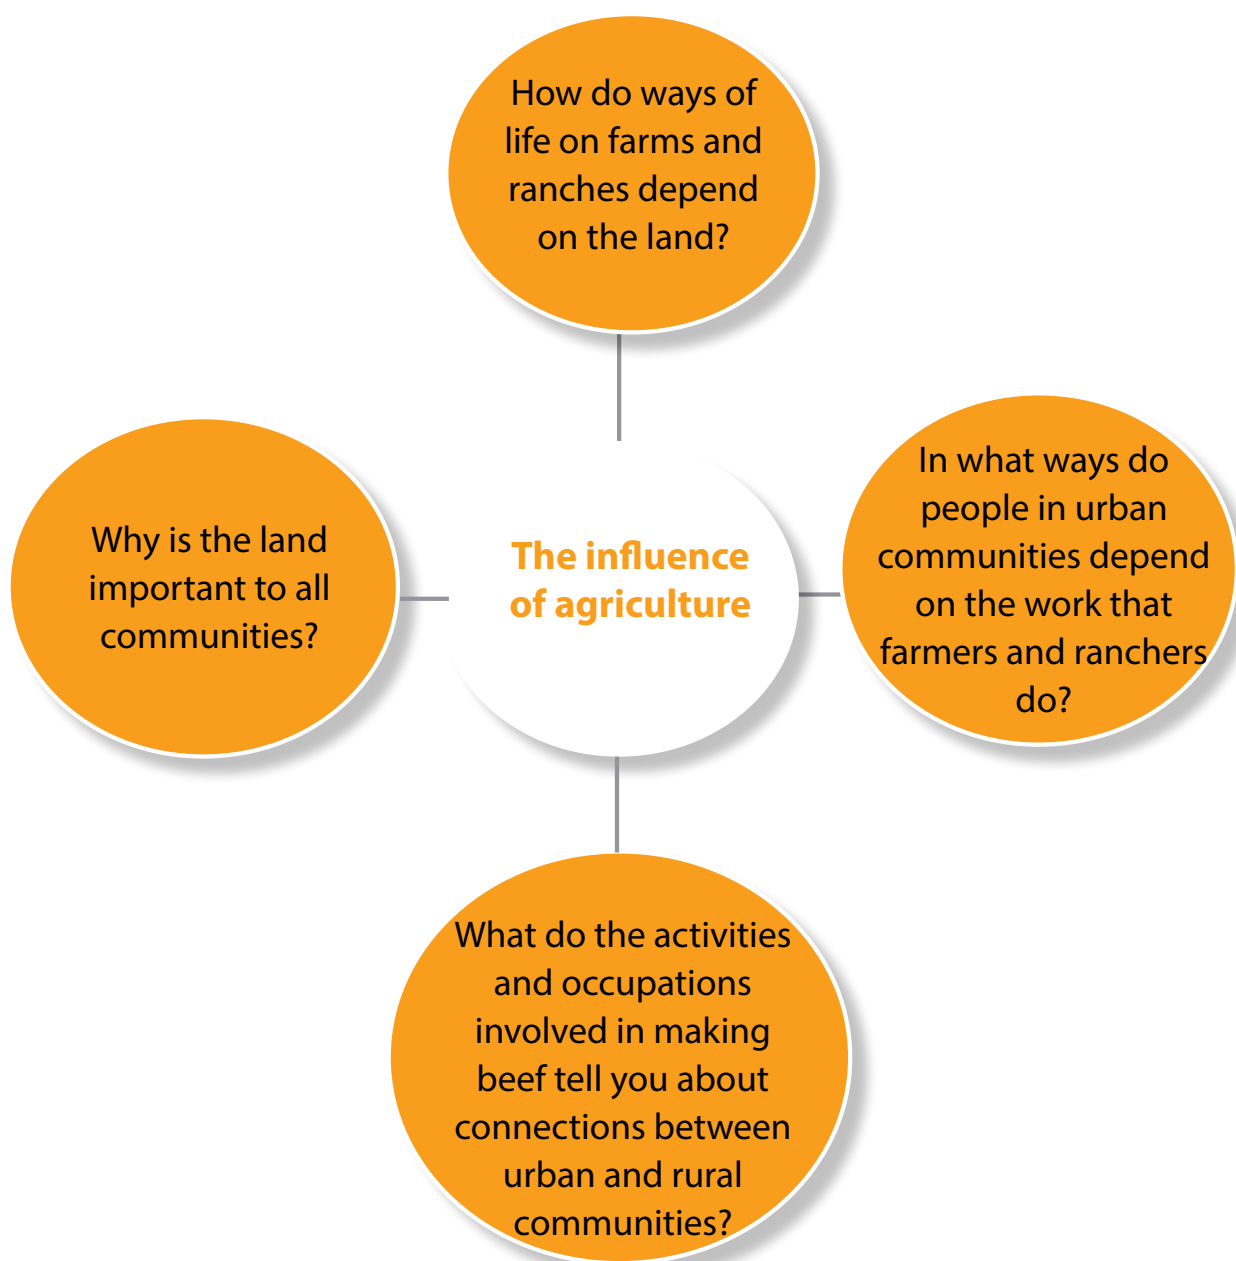 How do ways of
life on farms and
ranches depend
on the land?
Why is the land
important to all
communities?
The influence
of agriculture
In what ways do
people in urban
communities depend
on the work that
farmers and ranchers
do?
What do the activities
and occupations
involved in making
beef tell you about
connections between
urban and rural
communities?